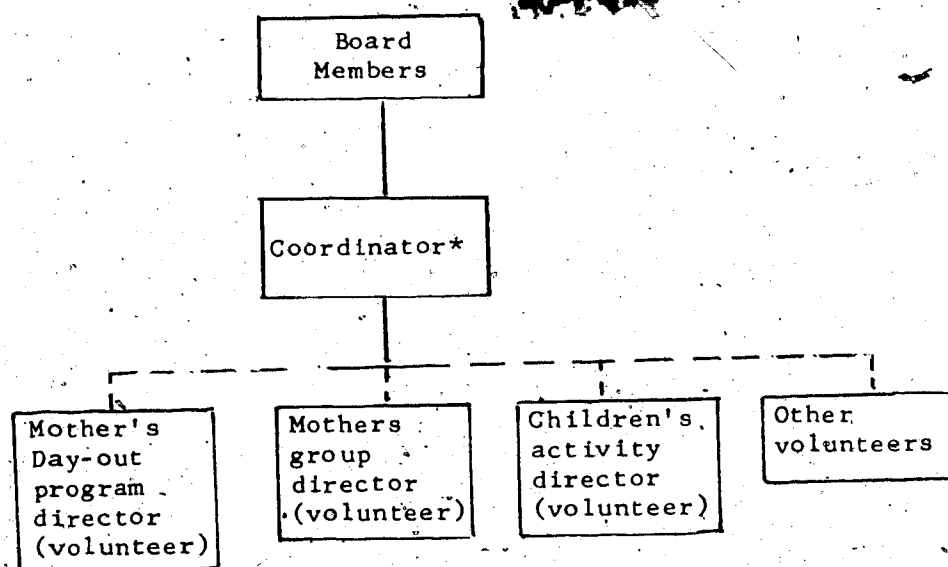 Board
Members
Coordinator*
Mother's
Day-out
program
director
(volunteer)
Mothers
group
director
(volunteer)
Children's
activity
director
(volunteer)
Other
volunteers